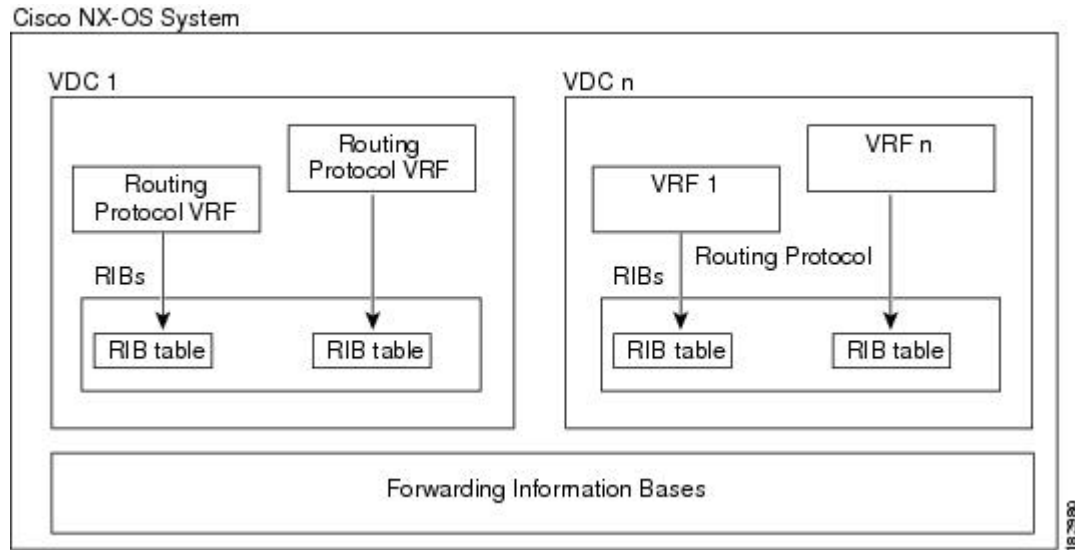 Cisco NX-OS System
VDC 1
Routing
Protocol VRF
Routing
Protocol VRF
RIBs
RIB table
RIB table
VDC n
VRF 1
VRF n
Routing Protocol
RIBs
RIB table
RIB table
Forwarding Information Bases
182989